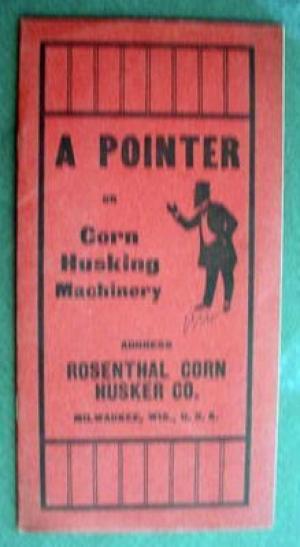 A POINTER
on
Corn
Husking
Machinery
ADDRESS
ROSENTHAL CORN
HUSKER CO.
MILWAUKEE, WIS., U. S. A.